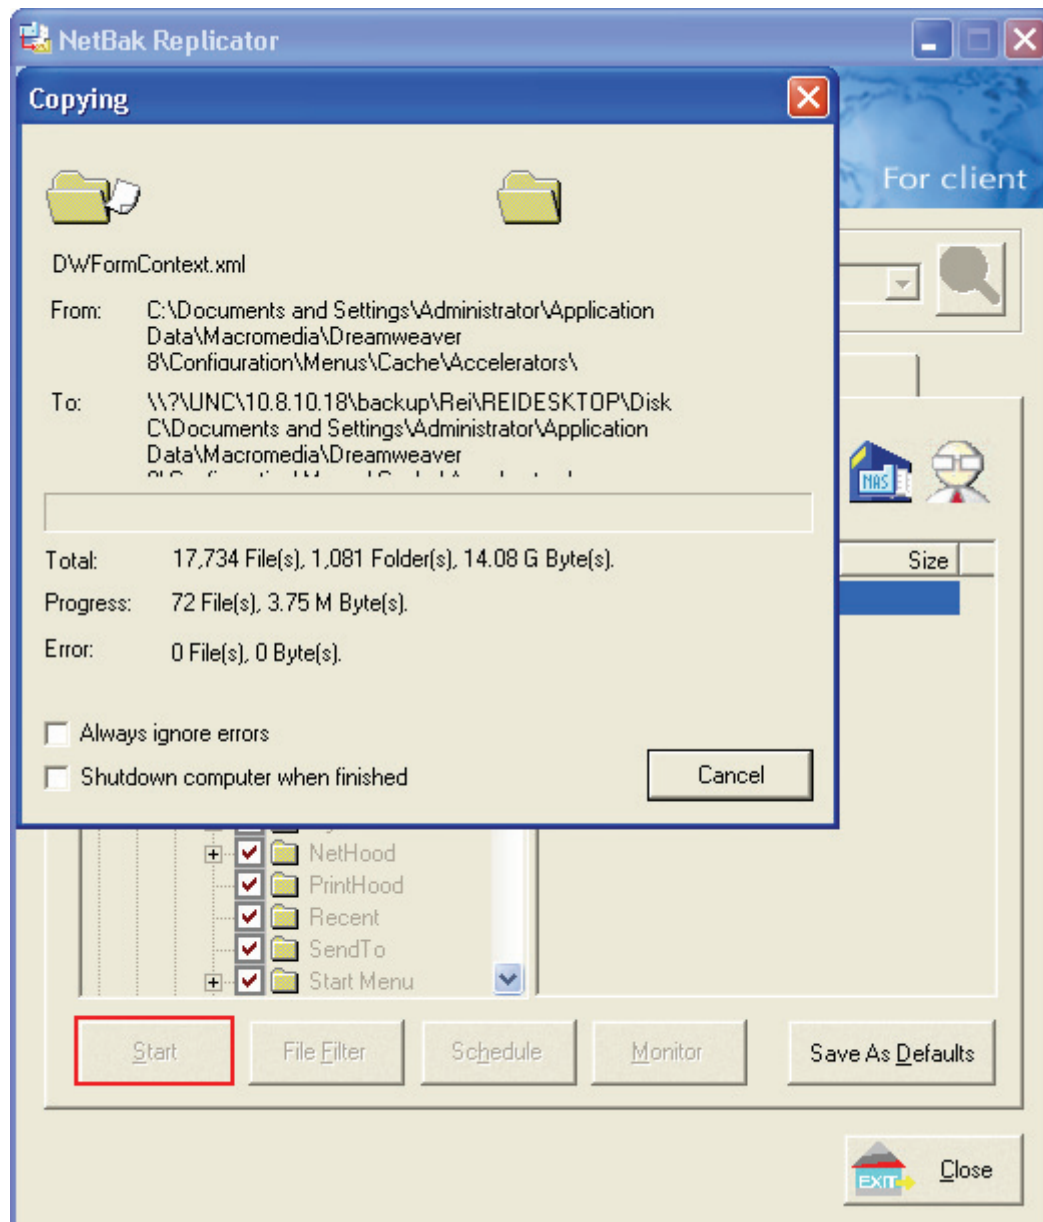 NetBak Replicator
Copying
For client
DWFormContext.xml
From: C:\Documents and Settings\Administrator\Application
Data\Macromedia\Dreamweaver
8\Configuration\Menus\Cache\Accelerators\
To: \\?\UNC\10.8.10.18\backup\Rei\REIDESKTOP\Disk
C\Documents and Settings\Administrator\Application
Data\Macromedia\Dreamweaver
NAS
Size
Total: 17,734 File(s), 1,081 Folder(s), 14.08 G Byte(s).
Progress: 72 File(s), 3.75 M Byte(s).
Error: 0 File(s), 0 Byte(s).
Always ignore errors
Shutdown computer when finished
Cancel
NetHood
PrintHood
Recent
SendTo
Start Menu
Start File Filter Schedule Monitor Save As Defaults
EXIT Close